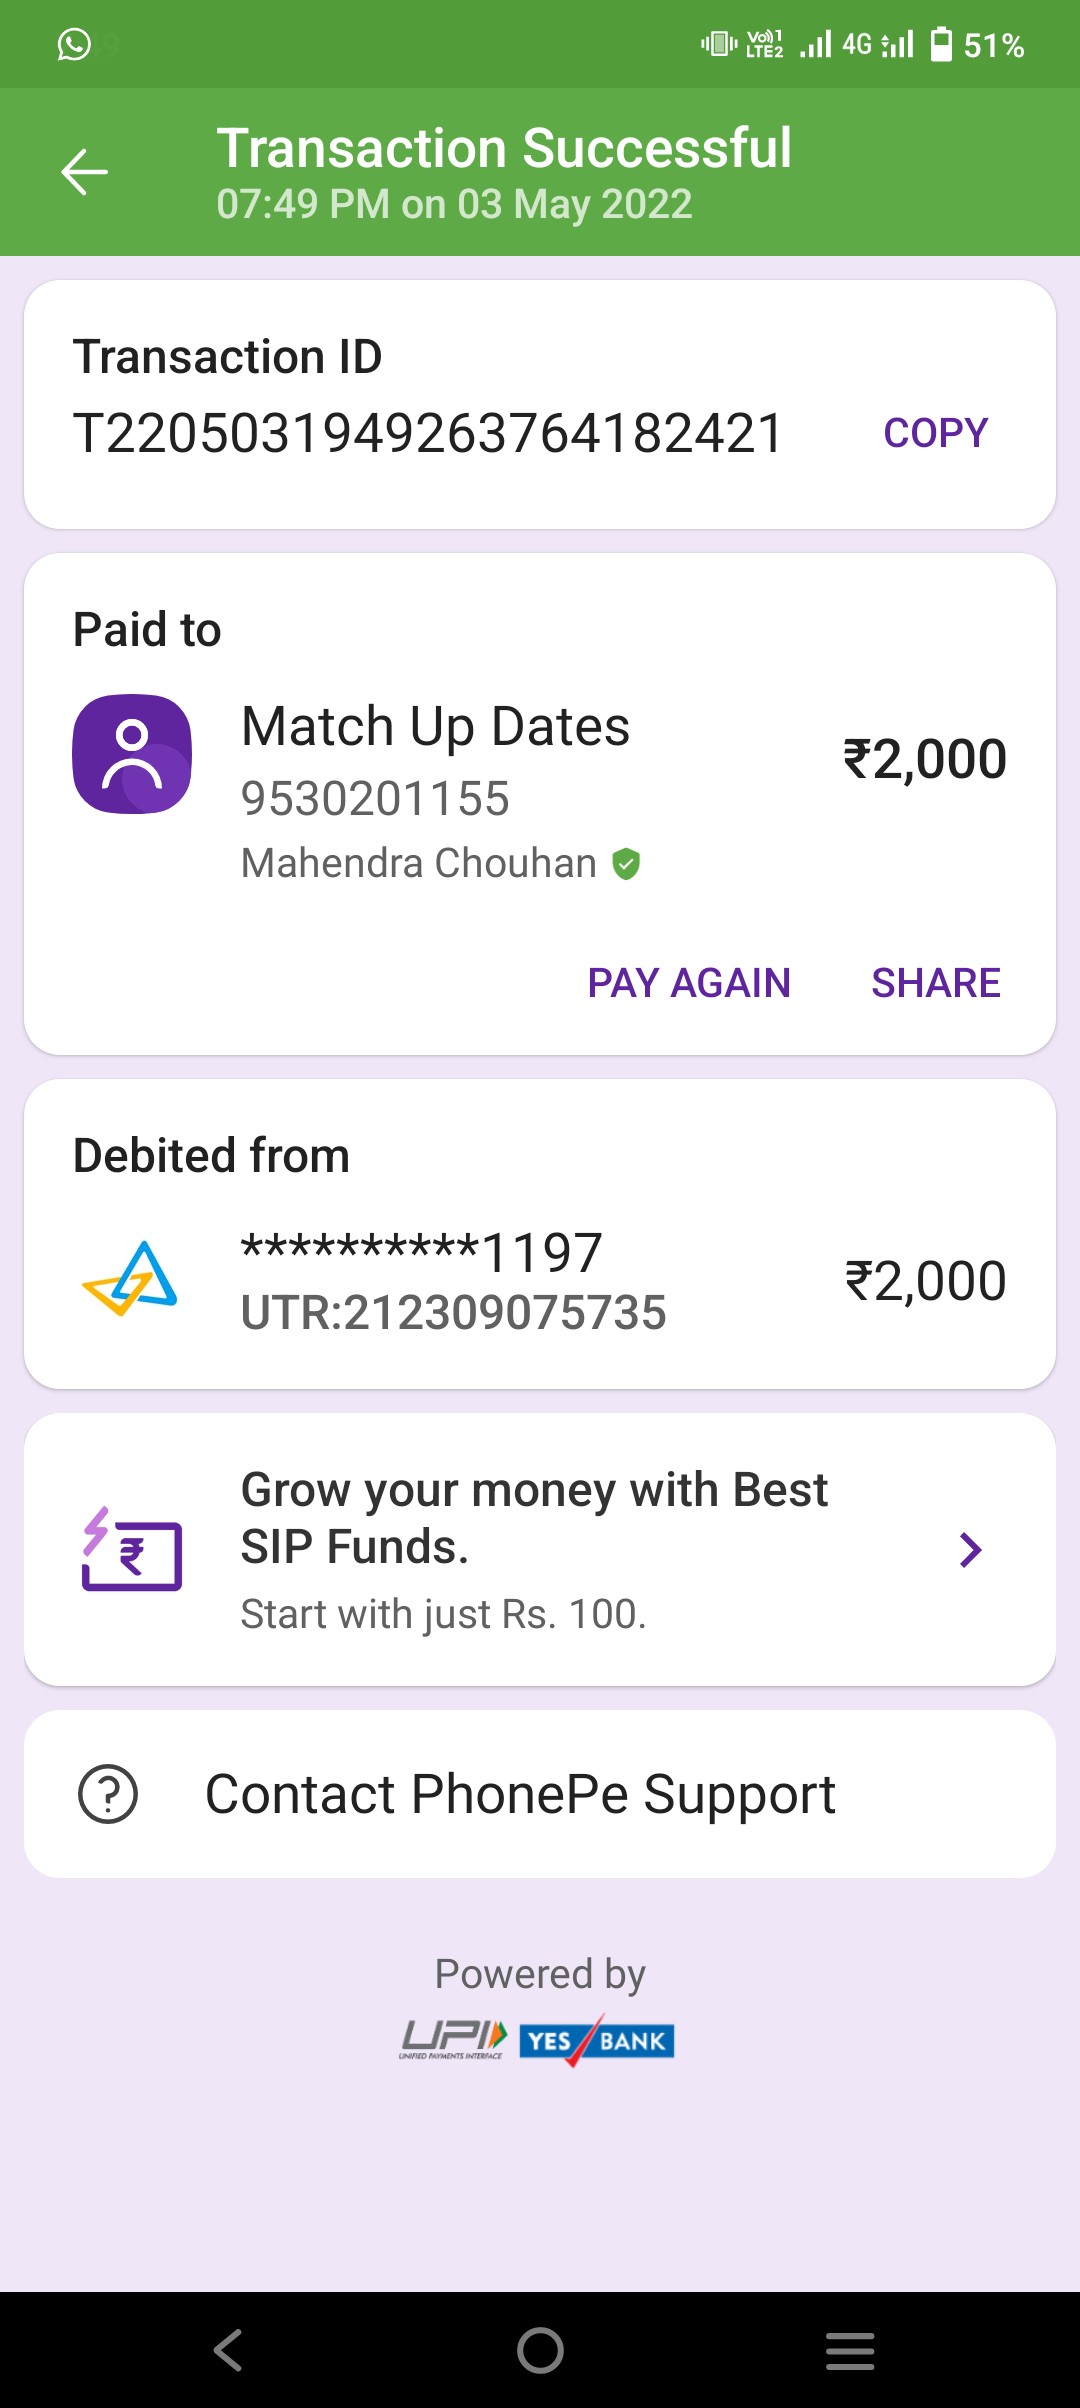 Vo))1
LTE2
4G
51%
Transaction Successful
07:49 PM on 03 May 2022
Transaction ID
T2205031949263764182421
COPY
Paid to
Match Up Dates
₹2,000
9530201155
Mahendra Chouhan
PAY AGAIN
SHARE
Debited from
**********1197
₹2,000
UTR:212309075735
Grow your money with Best
SIP Funds.
Start with just Rs. 100.
Contact PhonePe Support
Powered by
UPI
UNIFIED PAYMENTS INTERFACE
YES BANK